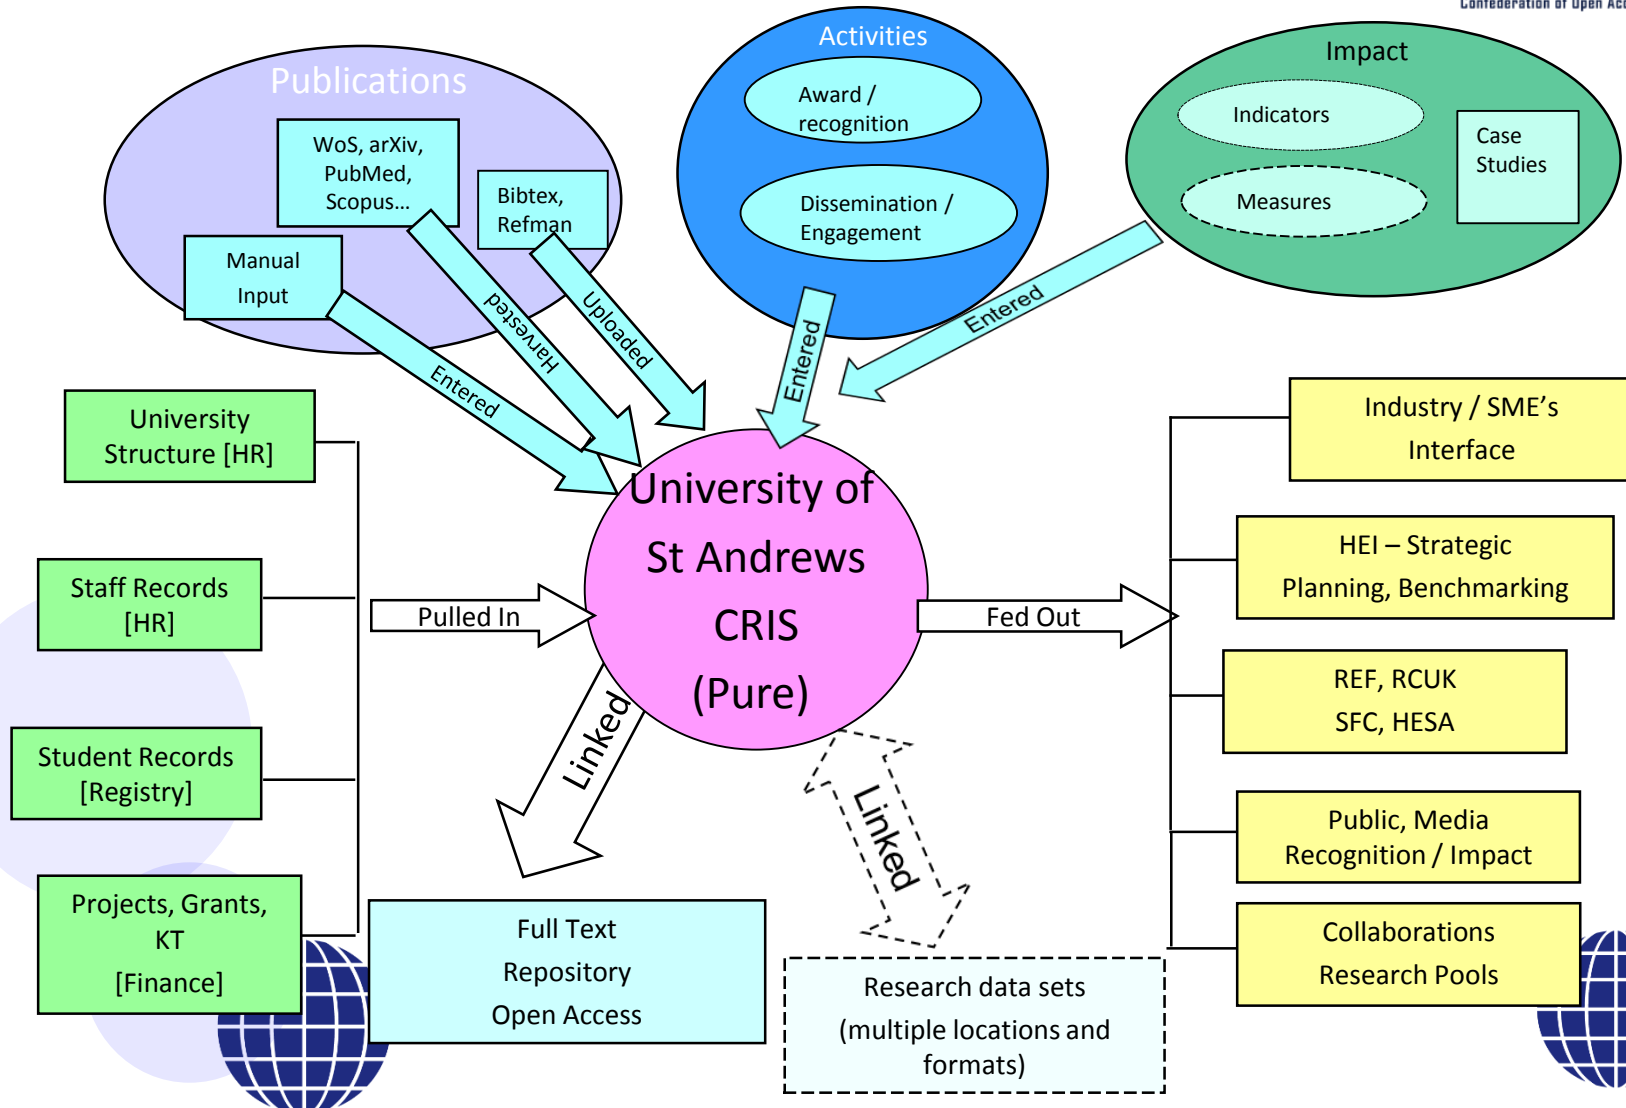 Confederation of Open Acc
Publications
WoS, arXiv,
PubMed,
Scopus...
Bibtex,
Refman
Manual
Input
Entered
Harvested
Uploaded
Activities
Award /
recognition
Dissemination /
Engagement
Entered
Impact
Indicators
Measures
Case
Studies
Entered
University
Structure [HR]
Staff Records
[HR]
Student Records
[Registry]
Projects, Grants,
KT
[Finance]
Pulled In
University of
St Andrews
CRIS
(Pure)
Fed Out
Industry / SME's
Interface
HEI – Strategic
Planning, Benchmarking
REF, RCUK
SFC, HESA
Public, Media
Recognition / Impact
Collaborations
Research Pools
Linked
Full Text
Repository
Open Access
Linked
Research data sets
(multiple locations and
formats)